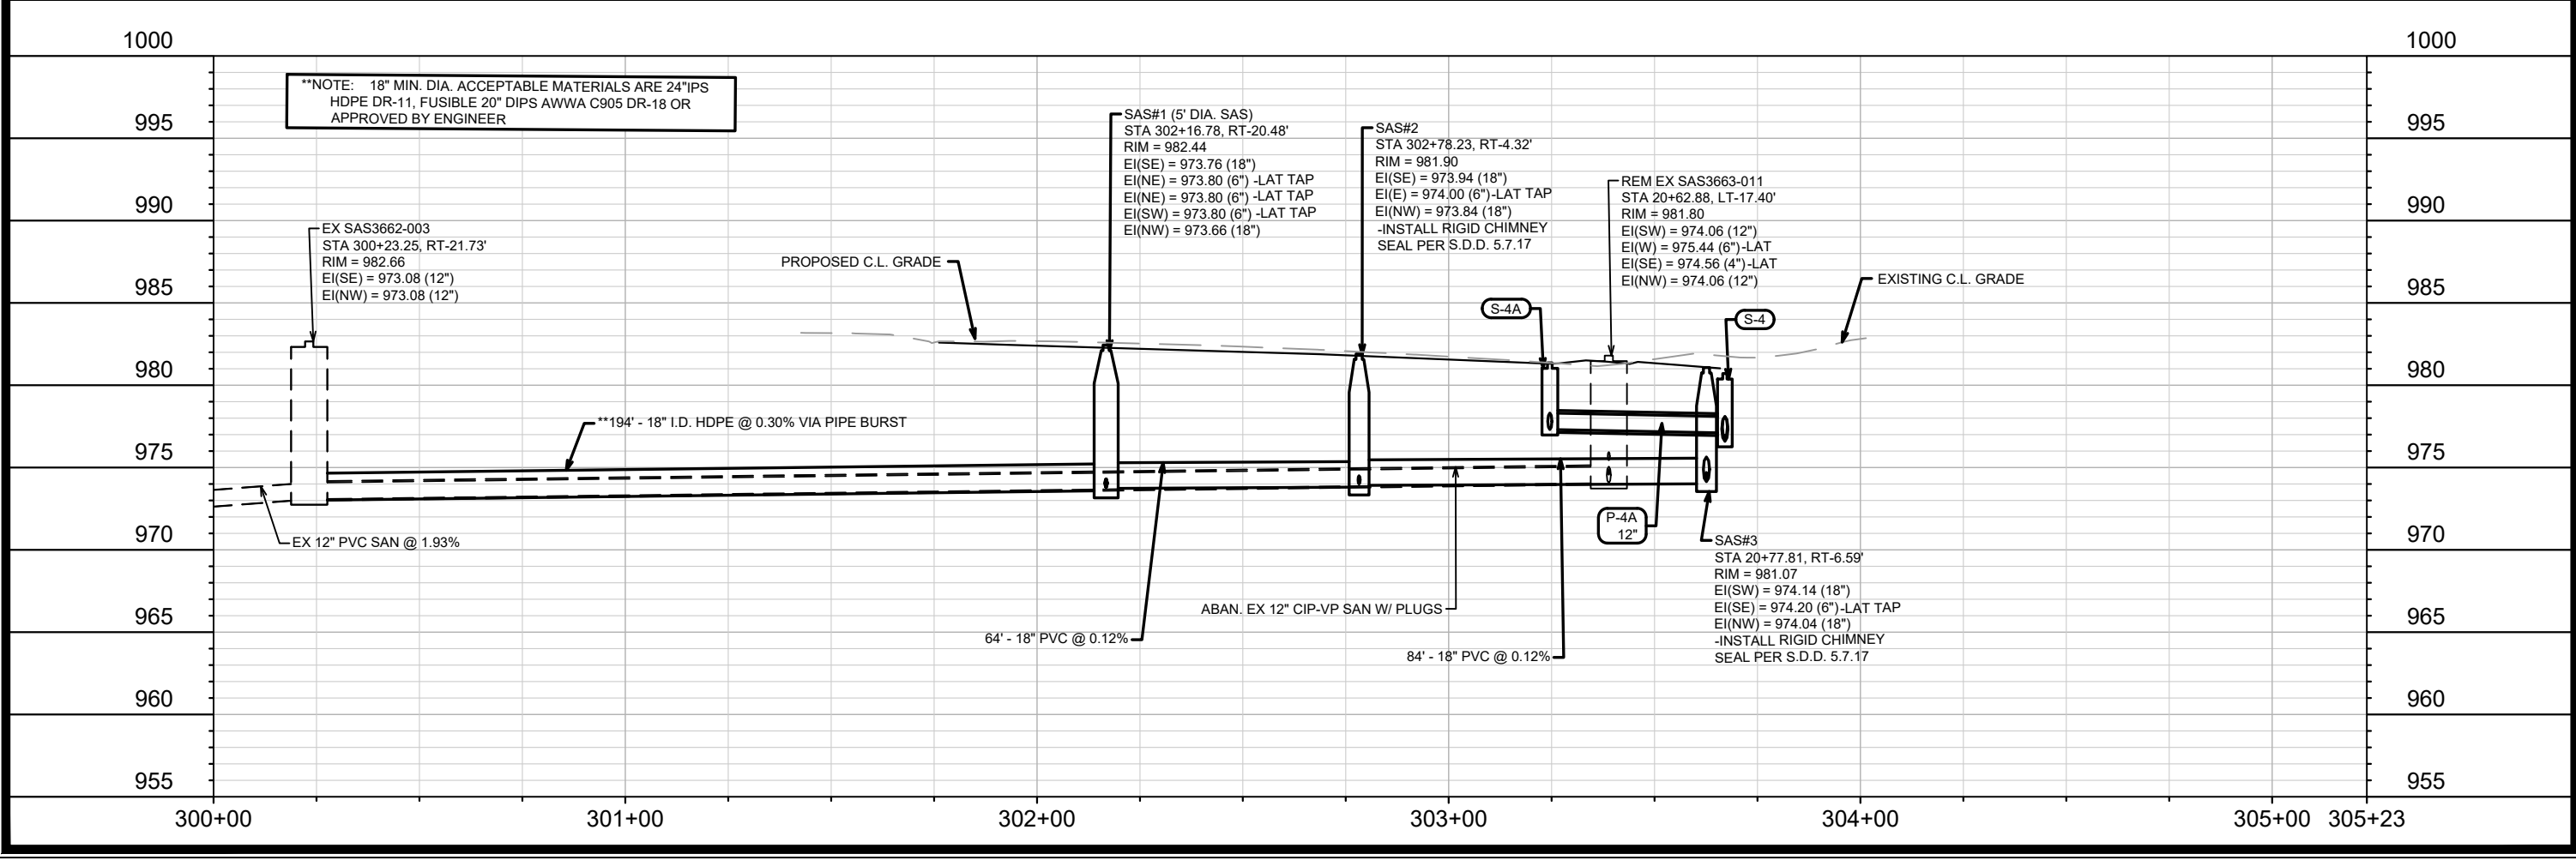 1000
1000
**NOTE: 18" MIN. DIA. ACCEPTABLE MATERIALS ARE 24"IPS
HDPE DR-11, FUSIBLE 20" DIPS AWWA C905 DR-18 OR
APPROVED BY ENGINEER
995
995
SAS#1 (5' DIA. SAS)
STA 302+16.78, RT-20.48'
RIM = 982.44
EI(SE) = 973.76 (18")
EI(NE) = 973.80 (6") -LAT TAP
EI(NE) = 973.80 (6") -LAT TAP
EI(SW) = 973.80 (6") -LAT TAP
EI(NW) = 973.66 (18")
SAS#2
STA 302+78.23, RT-4.32'
RIM = 981.90
EI(SE) = 973.94 (18")
EI(E) = 974.00 (6")-LAT TAP
EI(NW) = 973.84 (18")
-INSTALL RIGID CHIMNEY
SEAL PER S.D.D. 5.7.17
REM EX SAS3663-011
STA 20+62.88, LT-17.40'
RIM = 981.80
EI(SW) = 974.06 (12")
EI(W) = 975.44 (6")-LAT
EI(SE) = 974.56 (4")-LAT
EI(NW) = 974.06 (12")
990
990
EX SAS3662-003
STA 300+23.25, RT-21.73'
RIM = 982.66
EI(SE) = 973.08 (12")
EI(NW) = 973.08 (12")
PROPOSED C.L. GRADE
EXISTING C.L. GRADE
985
985
S-4A
S-4
980
980
**194' - 18" I.D. HDPE @ 0.30% VIA PIPE BURST
975
975
P-4A
12"
EX 12" PVC SAN @ 1.93%
970
970
SAS#3
STA 20+77.81, RT-6.59'
RIM = 981.07
EI(SW) = 974.14 (18")
EI(SE) = 974.20 (6")-LAT TAP
EI(NW) = 974.04 (18")
-INSTALL RIGID CHIMNEY
SEAL PER S.D.D. 5.7.17
ABAN. EX 12" CIP-VP SAN W/ PLUGS
965
965
64' - 18" PVC @ 0.12%
84' - 18" PVC @ 0.12%
960
960
955
955
300+00
301+00
302+00
303+00
304+00
305+00
305+23